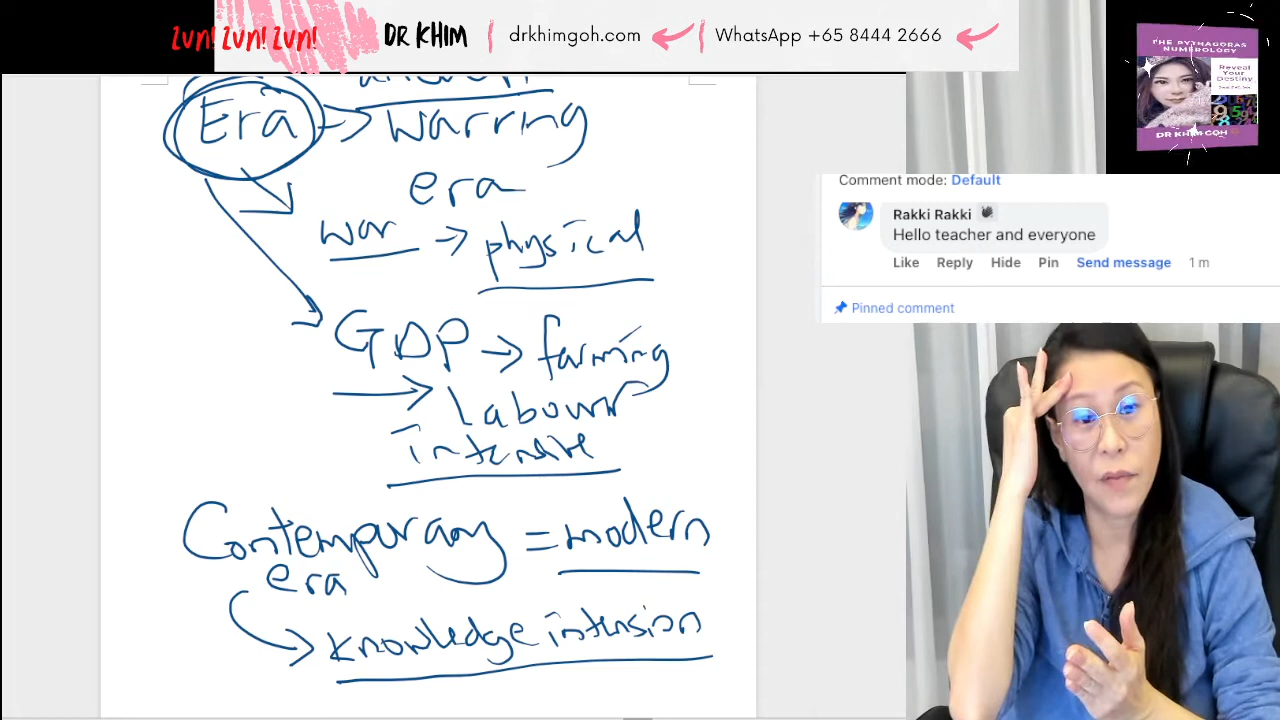 ZUN! ZUN! ZUN! DR KHIM drkhimgoh.com WhatsApp +65 8444 2666
THE PYTHAGORAS
NUMEROLOGY
Reveal
Your
Destiny
DR KHIM GOH
Era → Warring
era
war → physical
GDP → farming
→ Labour
intensive
Contemporary = modern
era
knowledge intension
Comment mode: Default
Rakki Rakki
Hello teacher and everyone
Like Reply Hide Pin Send message 1 m
Pinned comment